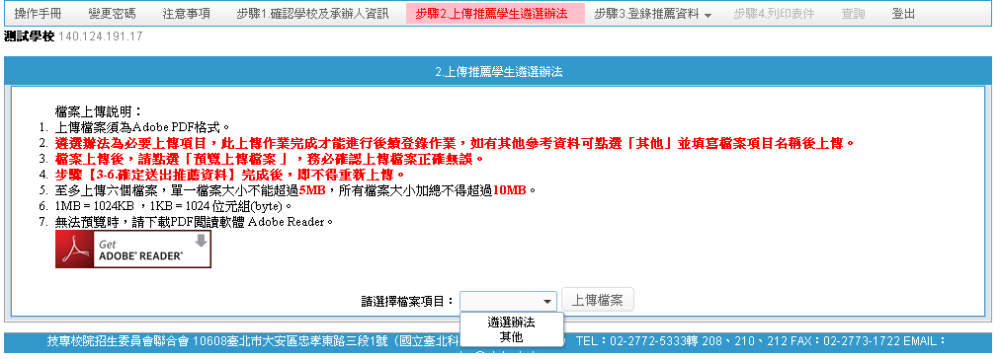 操作手冊 變更密碼 注意事項 步驟1.確認學校及承辦人資訊 步驟2.上傳推薦學生遴選辦法 步驟3.登錄推薦資料 步驟4.列印表件 查詢 登出
測試學校 140.124.191.17
2.上傳推薦學生遴選辦法
檔案上傳說明：
1. 上傳檔案須為Adobe PDF格式。
2. 遴選辦法為必要上傳項目，此上傳作業完成才能進行後續登錄作業，如有其他參考資料可點選「其他」並填寫檔案項目名稱後上傳。
3. 檔案上傳後，請點選「預覽上傳檔案 」，務必確認上傳檔案正確無誤。
4. 步驟【3-6.確定送出推薦資料】完成後，即不得重新上傳。
5. 至多上傳六個檔案，單一檔案大小不能超過5MB，所有檔案大小加總不得超過10MB。
6. 1MB = 1024KB ，1KB = 1024 位元組(byte)。
7. 無法預覽時，請下載PDF閱讀軟體 Adobe Reader。
Get
ADOBE® READER®
請選擇檔案項目： 上傳檔案
遴選辦法
其他
技專校院招生委員會聯合會 10608臺北市大安區忠孝東路三段1號（國立臺北科 ） TEL：02-2772-5333轉 208、210、212 FAX：02-2773-1722 EMAIL：